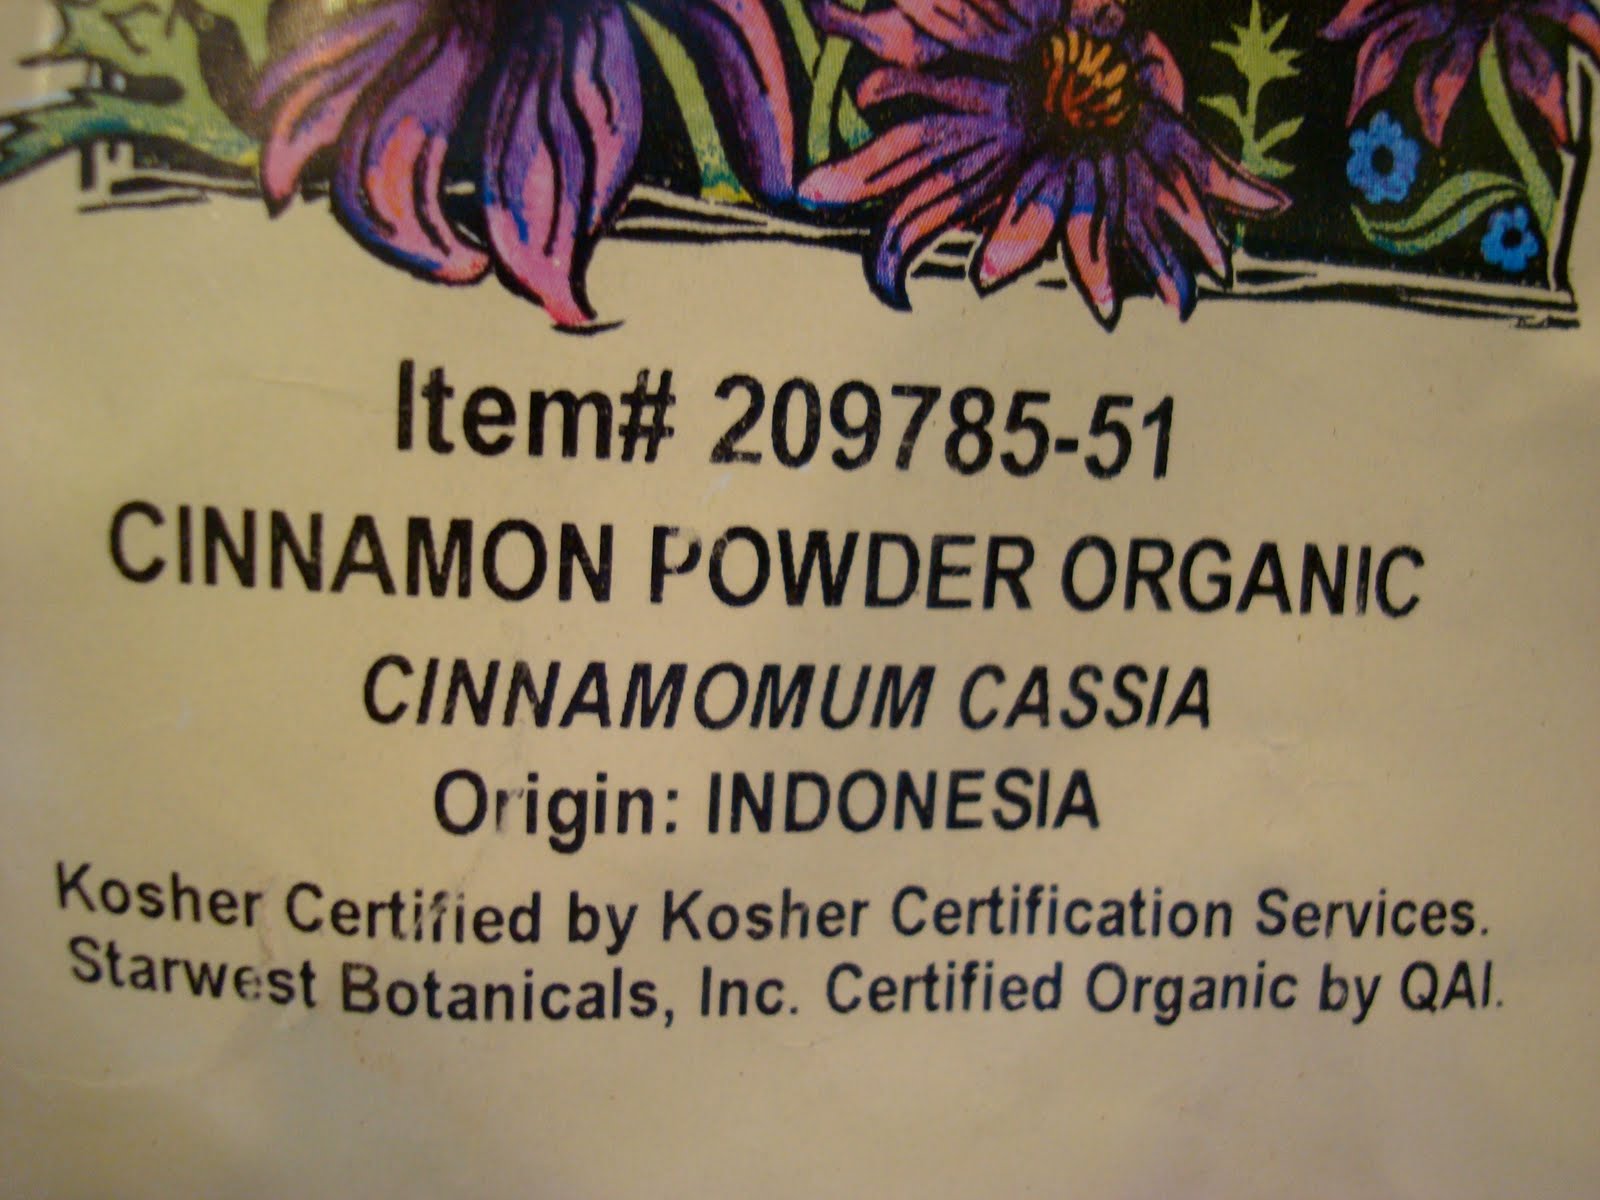 Item# 209785-51
CINNAMON POWDER ORGANIC
CINNAMOMUM CASSIA
Origin: INDONESIA
Kosher Certified by Kosher Certification Services.
Starwest Botanicals, Inc. Certified Organic by QAI.